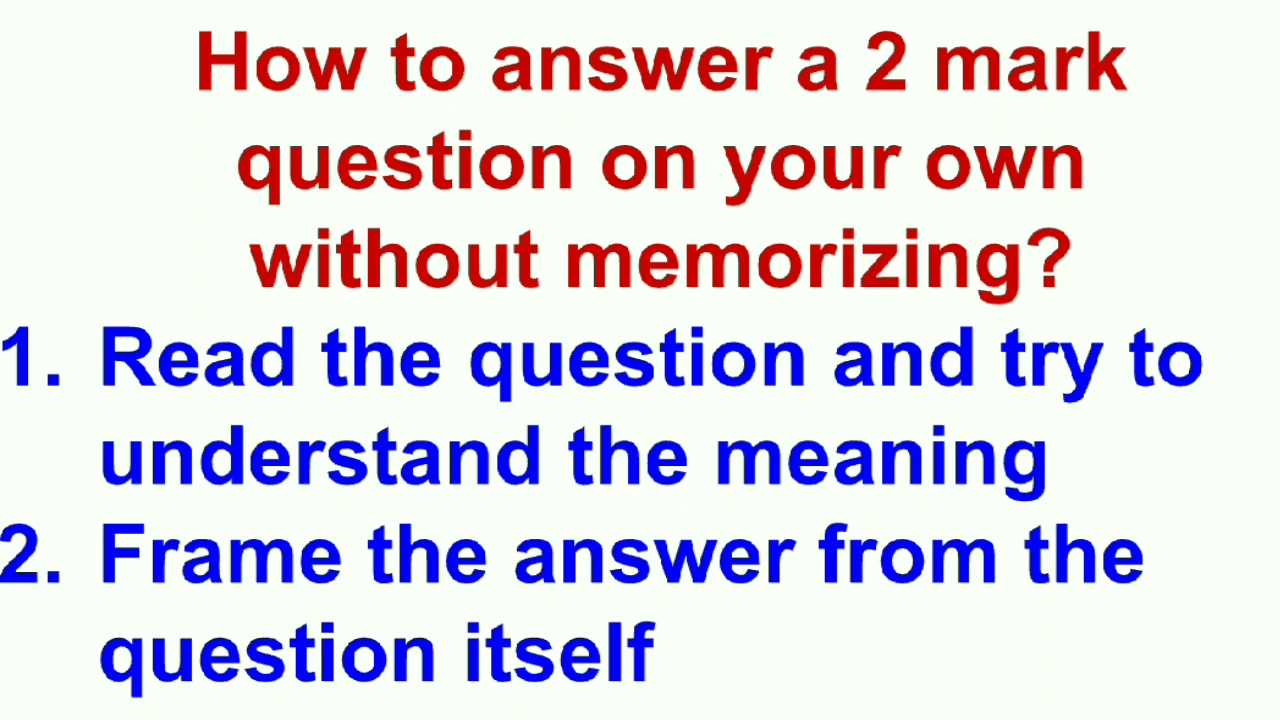 How to answer a 2 mark
question on your own
without memorizing?
1. Read the question and try to
understand the meaning
2. Frame the answer from the
question itself